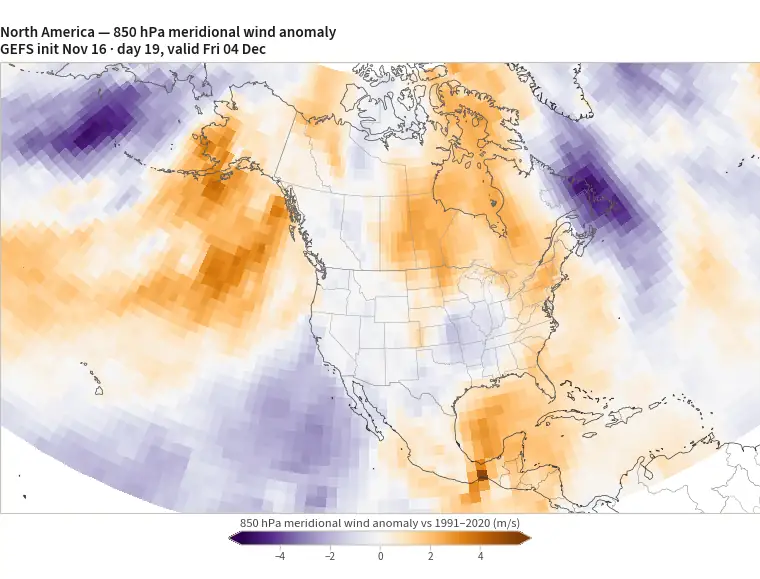 North America — 850 hPa meridional wind anomaly
GEFS init Nov 16 · day 19, valid Fri 04 Dec
850 hPa meridional wind anomaly vs 1991–2020 (m/s)
−4 −2 0 2 4